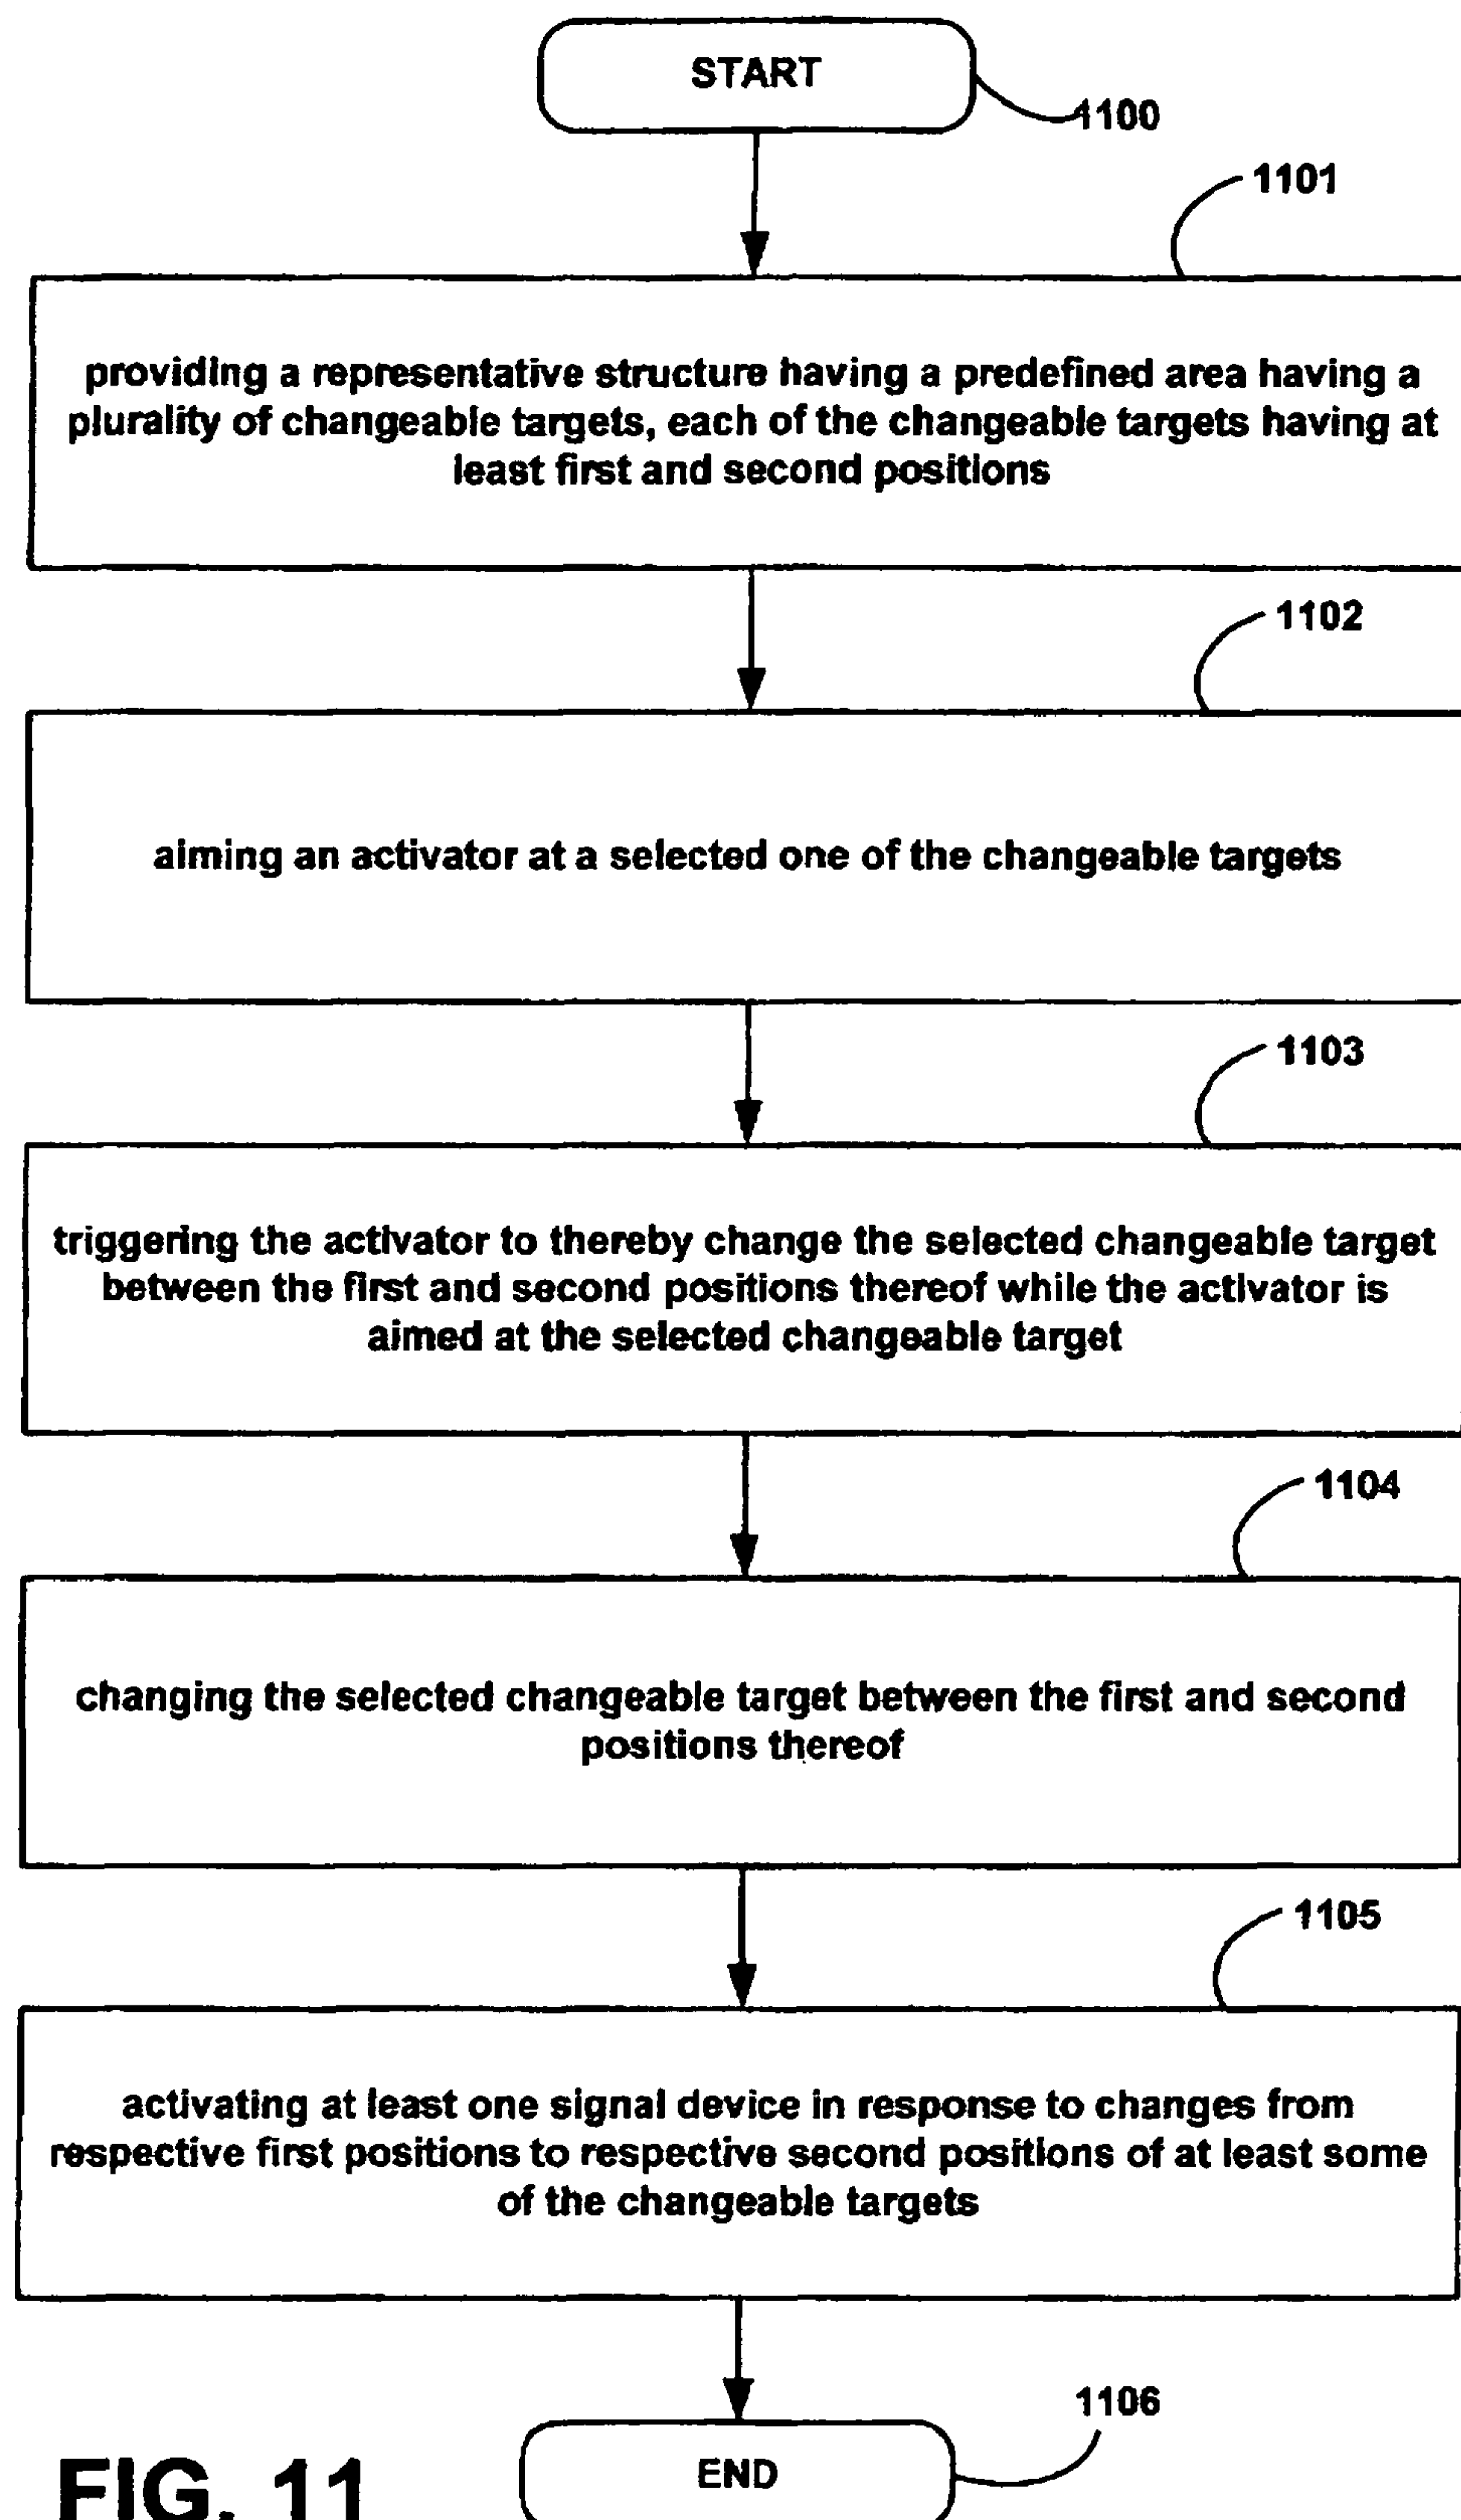 START
1100
1101
providing a representative structure having a predefined area having a
plurality of changeable targets, each of the changeable targets having at
least first and second positions
1102
aiming an activator at a selected one of the changeable targets
1103
triggering the activator to thereby change the selected changeable target
between the first and second positions thereof while the activator is
aimed at the selected changeable target
1104
changing the selected changeable target between the first and second
positions thereof
1105
activating at least one signal device in response to changes from
respective first positions to respective second positions of at least some
of the changeable targets
1106
END
FIG. 11